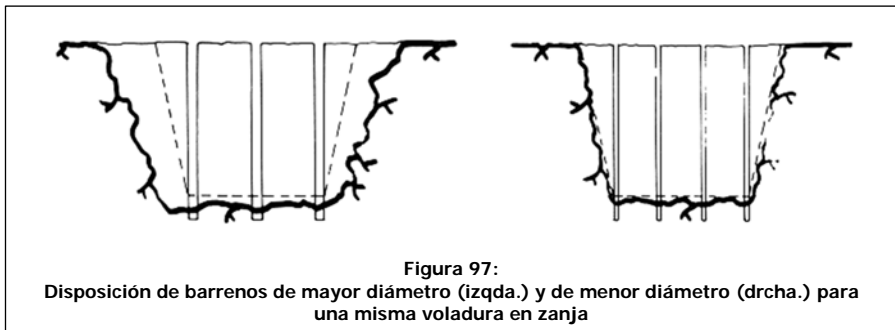 Figura 97:
Disposición de barrenos de mayor diámetro (izqda.) y de menor diámetro (drcha.) para
una misma voladura en zanja